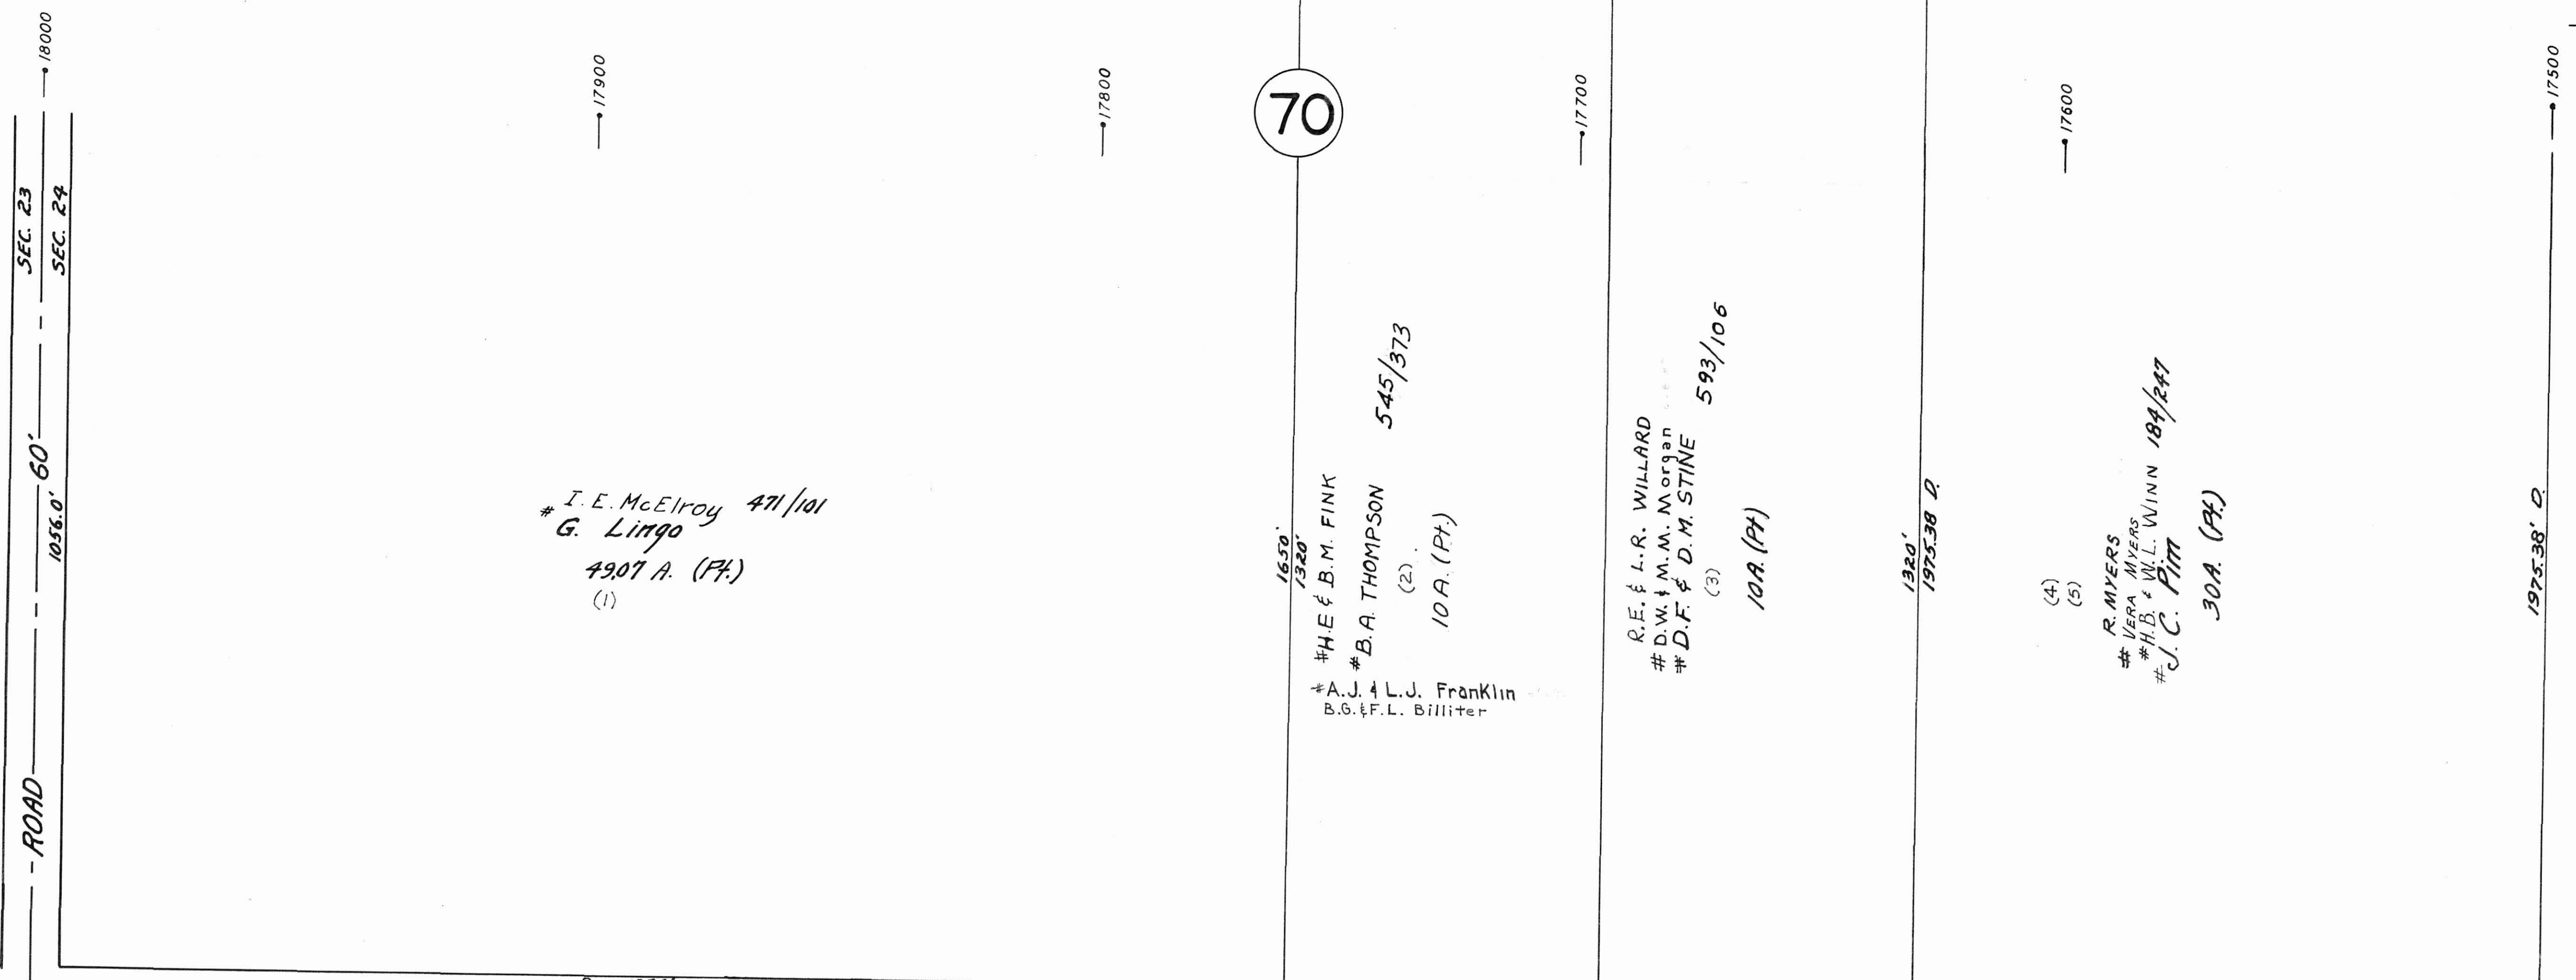 18000
17900
17800
70
17700
17600
17500
SEC. 23
SEC. 24
ROAD 60'
1056.0'
# I. E. McElroy 471/101
G. Lingo
49.07 A. (Pt.)
(1)
1650'
1320'
#H.E & B.M. FINK
#B.A. THOMPSON 545/373
(2)
10 A. (Pt.)
#A.J. & L.J. Franklin
B.G. & F.L. Billiter
R.E. & L.R. WILLARD
# D.W. & M.M. Morgan
# D.F. & D.M. STINE 593/106
(3)
10A. (Pt)
1320'
1975.38 D.
(4)
(5)
R. MYERS
# VERA MYERS
# H.B. & W.L. WINN 184/247
# J. C. Pim
30A. (Pt.)
1975.38' D.